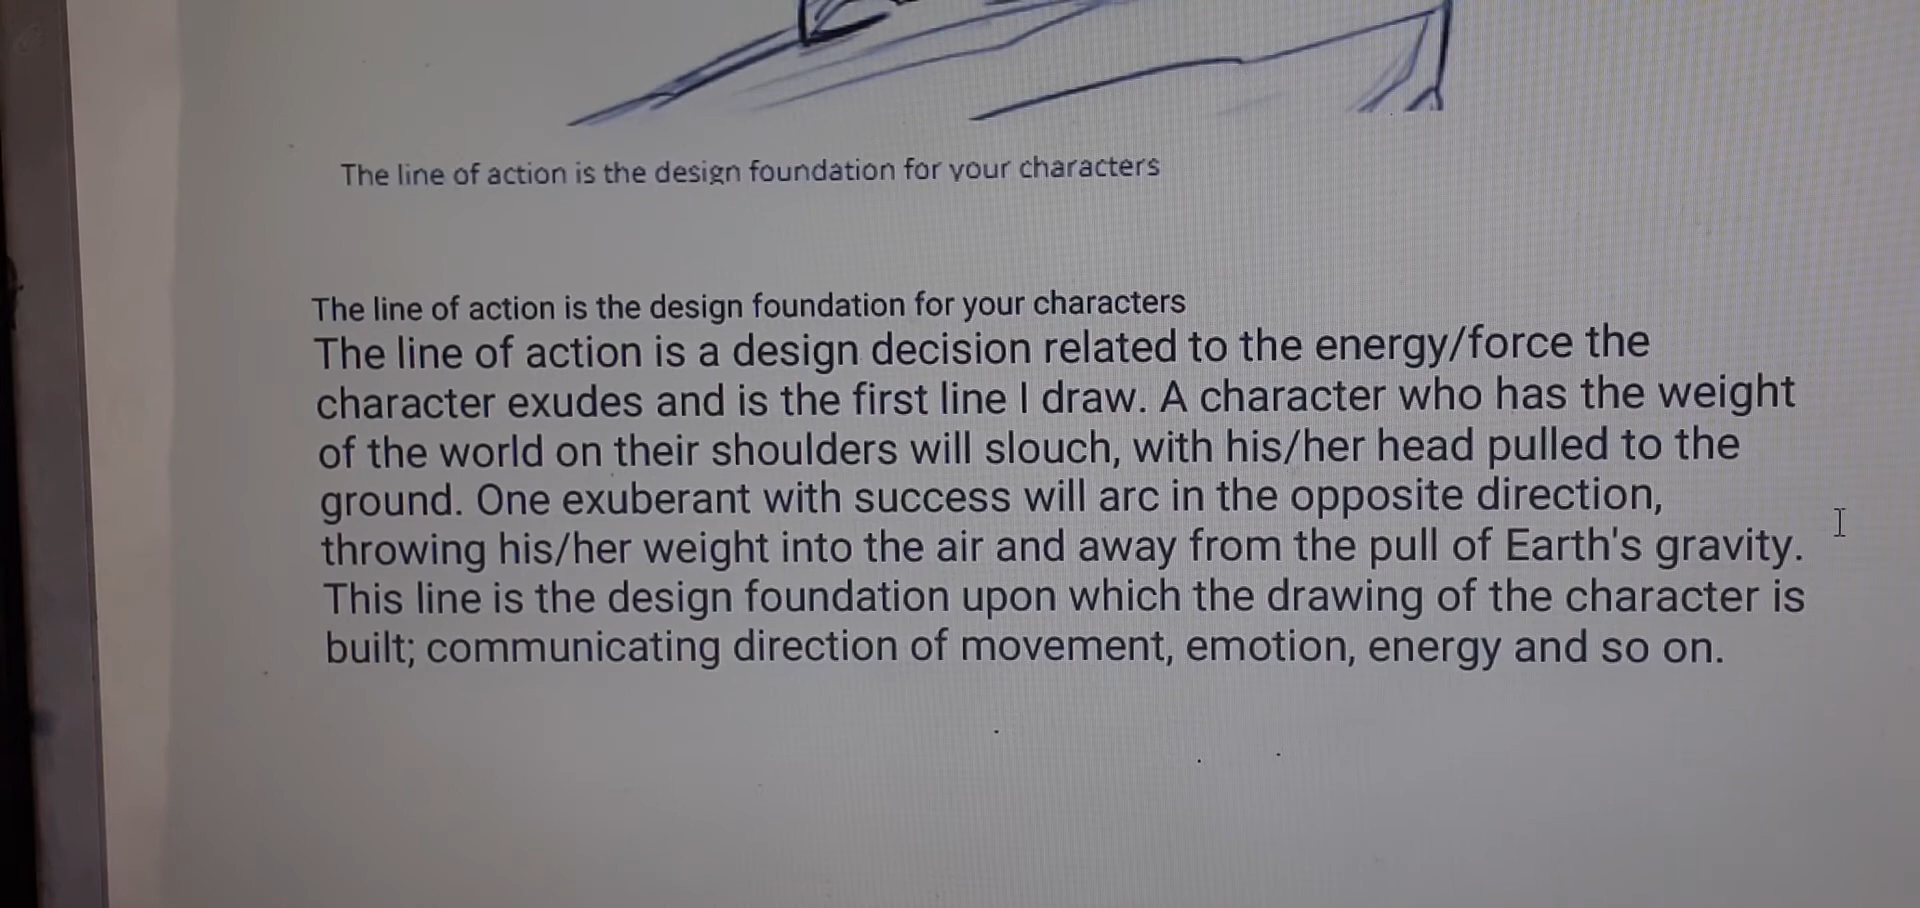 The line of action is the design foundation for your characters
The line of action is the design foundation for your characters
The line of action is a design decision related to the energy/force the
character exudes and is the first line I draw. A character who has the weight
of the world on their shoulders will slouch, with his/her head pulled to the
ground. One exuberant with success will arc in the opposite direction,
throwing his/her weight into the air and away from the pull of Earth's gravity.
This line is the design foundation upon which the drawing of the character is
built; communicating direction of movement, emotion, energy and so on.